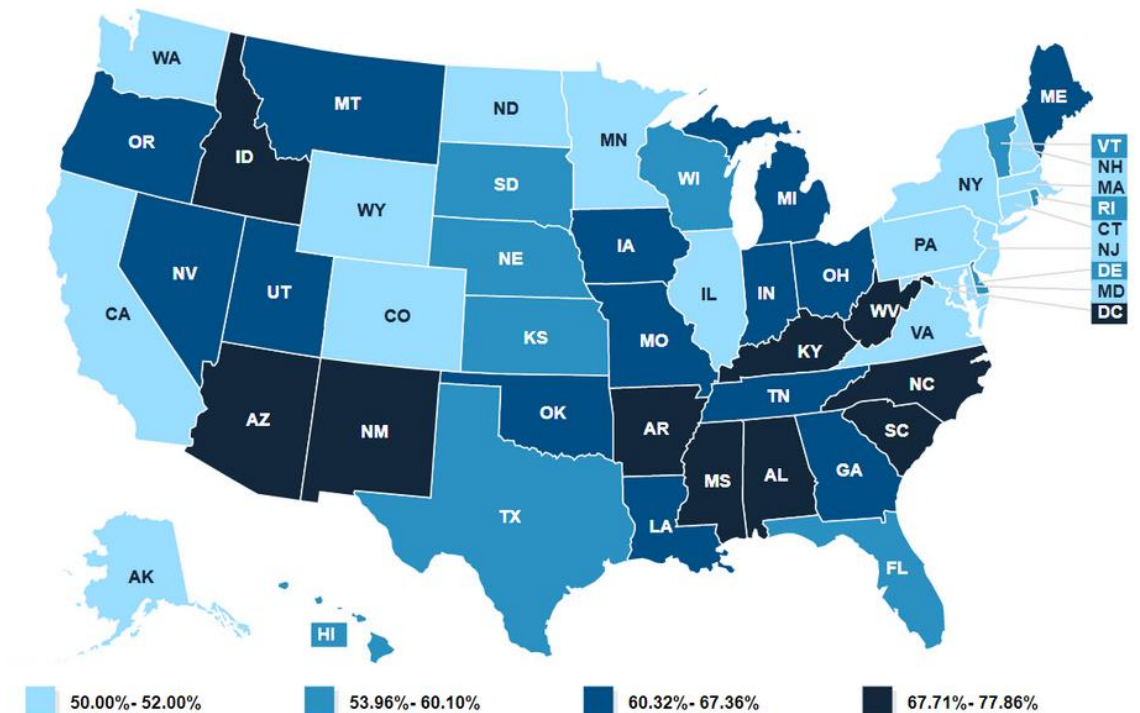 WA
MT
ND
MN
ME
OR
ID
SD
WI
MI
NY
VT
NH
MA
RI
CT
NJ
DE
MD
DC
WY
NE
IA
PA
NV
UT
CO
IL
IN
OH
CA
KS
MO
WV
VA
KY
AZ
NM
OK
AR
TN
NC
SC
MS
AL
GA
TX
LA
FL
AK
HI
50.00%- 52.00%
53.96%- 60.10%
60.32%- 67.36%
67.71%- 77.86%